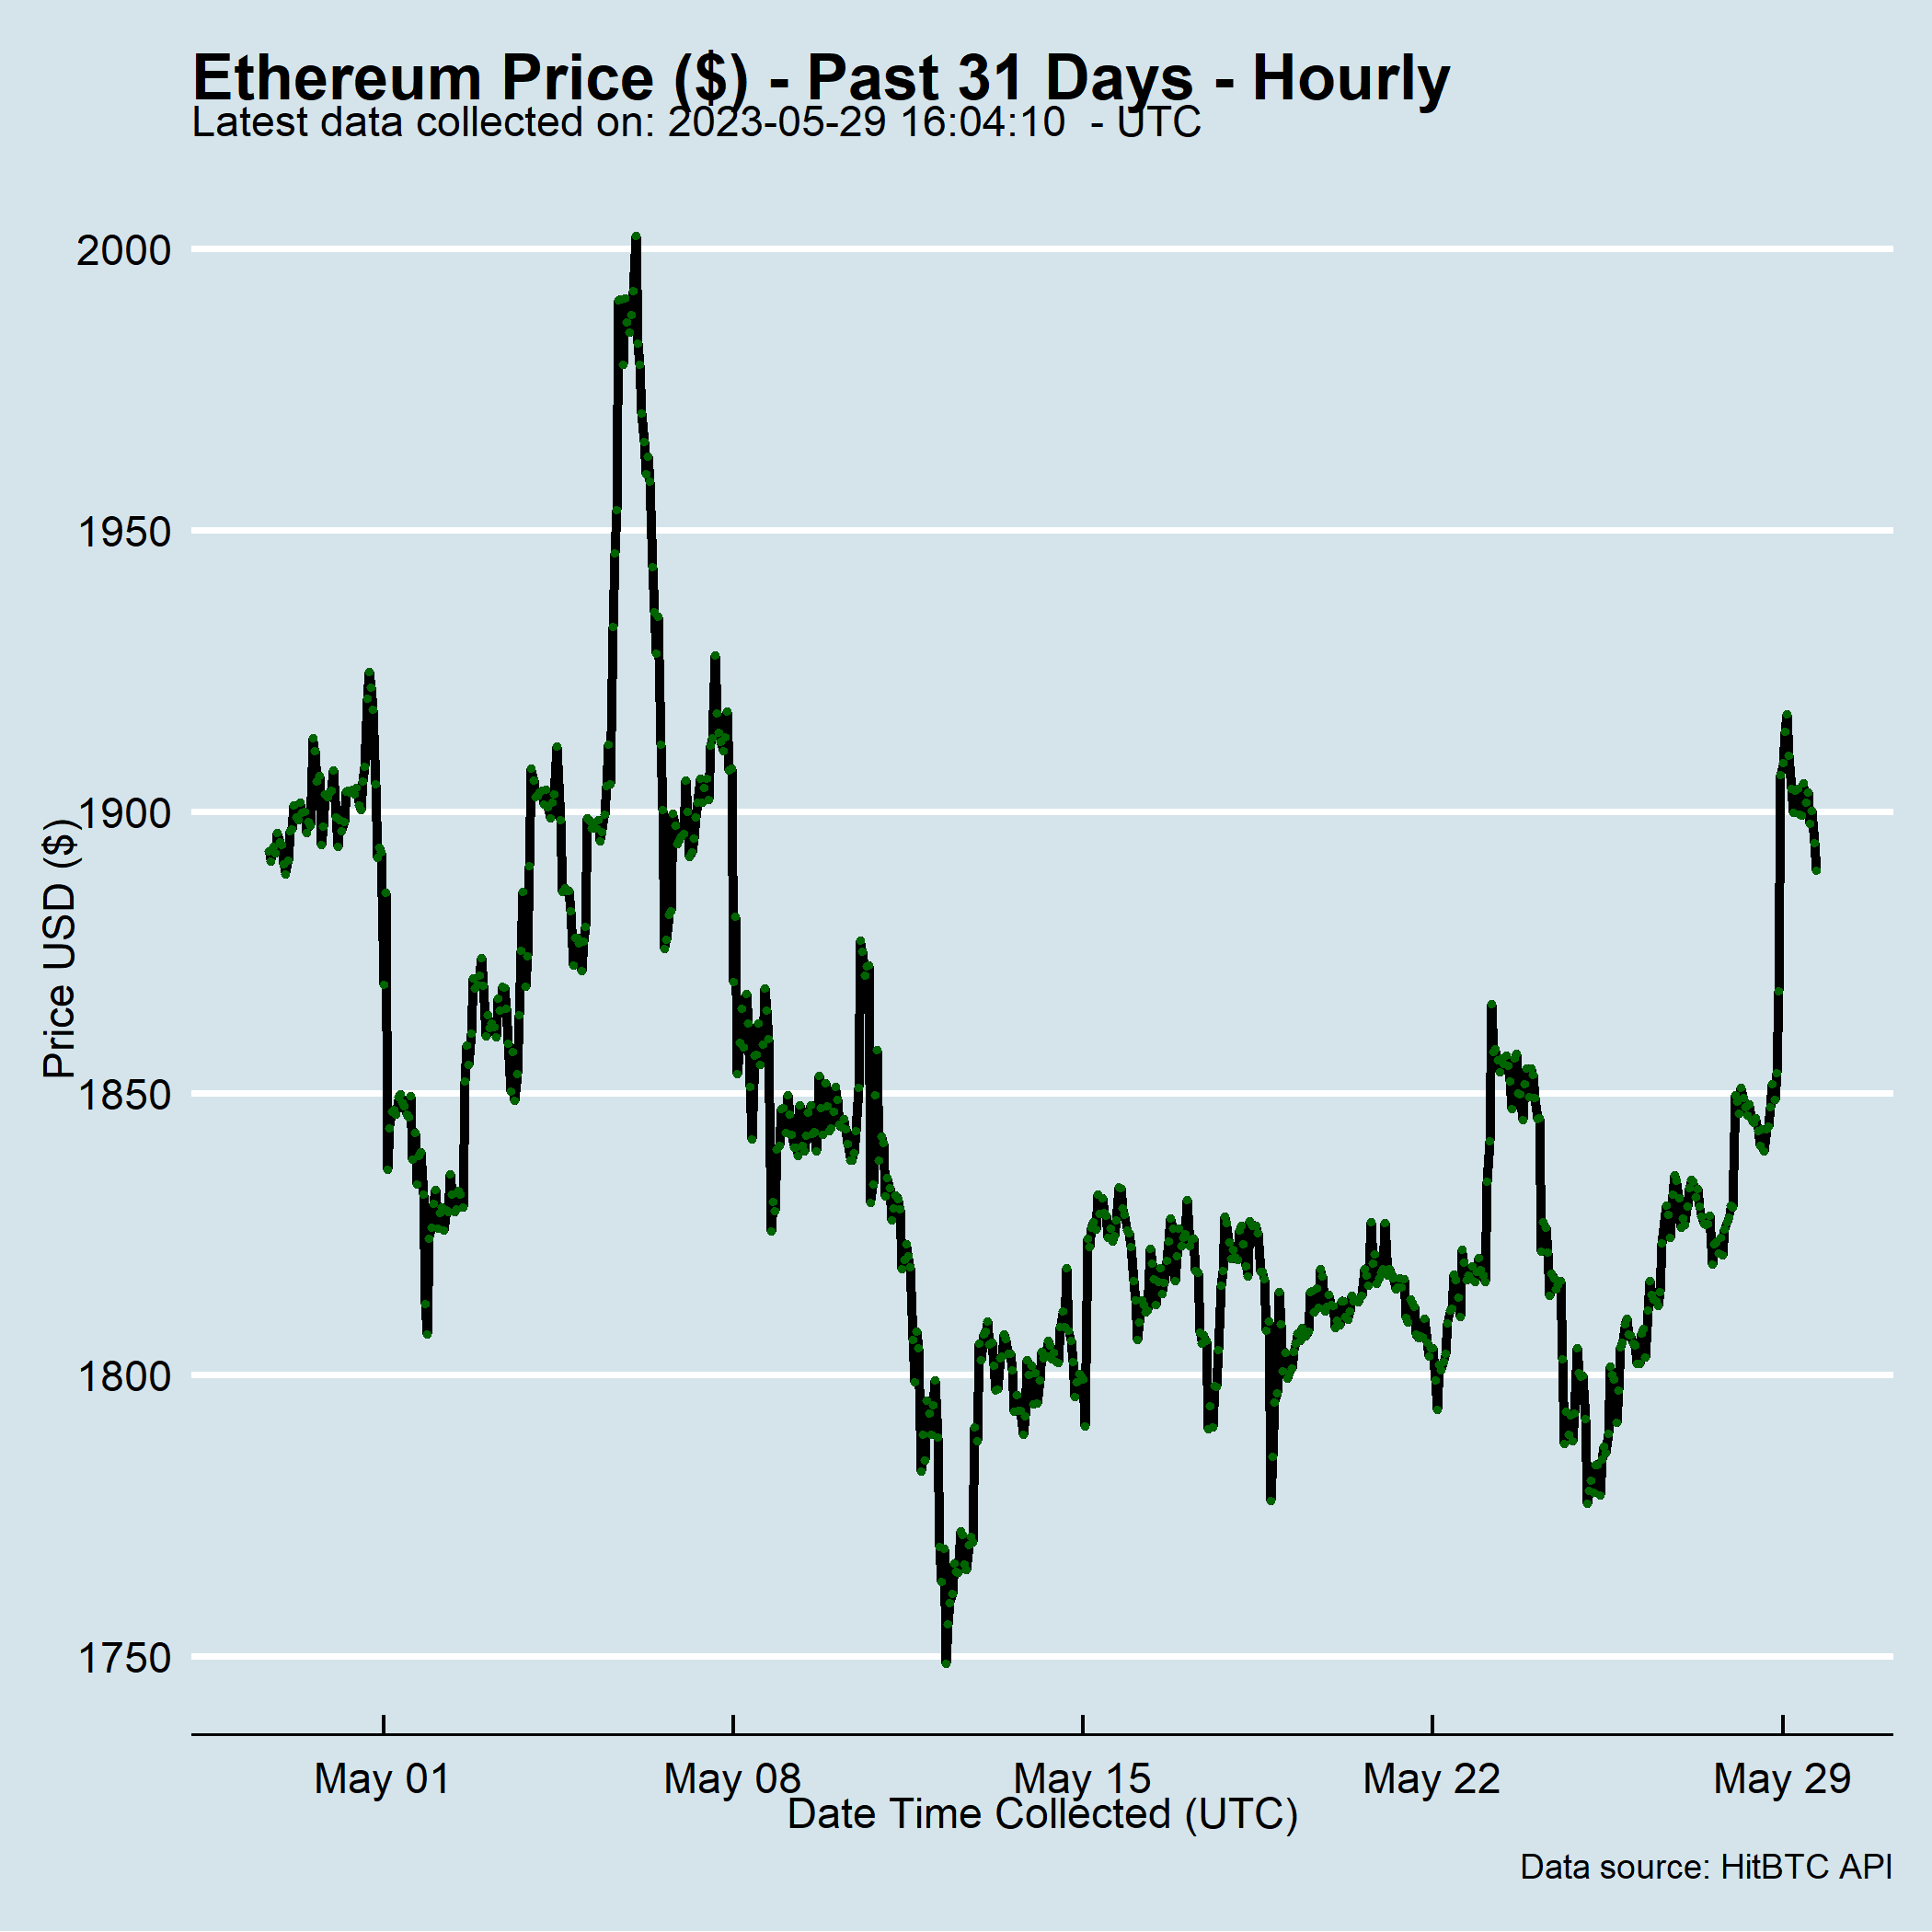 Ethereum Price ($) - Past 31 Days - Hourly
Latest data collected on: 2023-05-29 16:04:10  - UTC
2000
1950
1900
1850
1800
1750
Price USD ($)
May 01 May 08 May 15 May 22 May 29
Date Time Collected (UTC)
Data source: HitBTC API